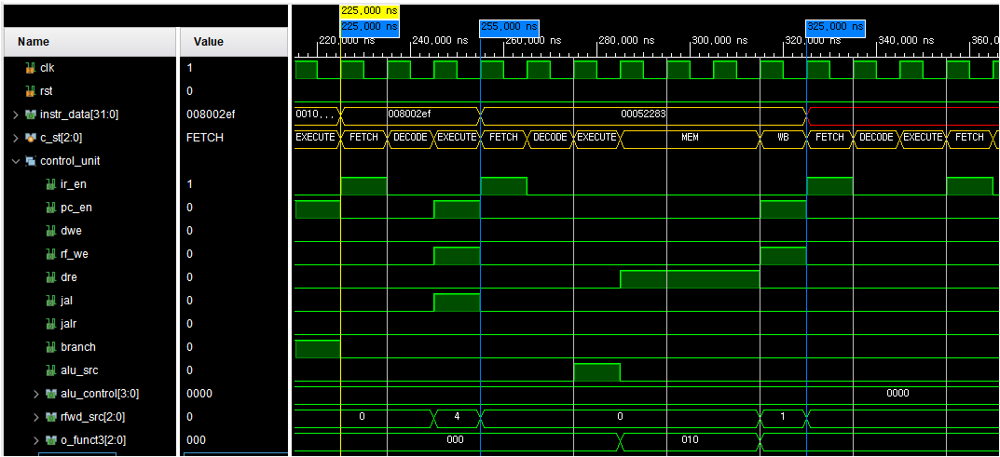 225,000 ns
225,000 ns 255,000 ns 325,000 ns
Name Value
220,000 ns 240,000 ns 260,000 ns 280,000 ns 300,000 ns 320,000 ns 340,000 ns 360,
clk 1
rst 0
instr_data[31:0] 008002ef 0010... 008002ef 00052283
c_st[2:0] FETCH EXECUTE FETCH DECODE EXECUTE FETCH DECODE EXECUTE MEM WB FETCH DECODE EXECUTE FETCH
control_unit
ir_en 1
pc_en 0
dwe 0
rf_we 0
dre 0
jal 0
jalr 0
branch 0
alu_src 0
alu_control[3:0] 0000 0000
rfwd_src[2:0] 0 0 4 0 1
o_funct3[2:0] 000 000 010